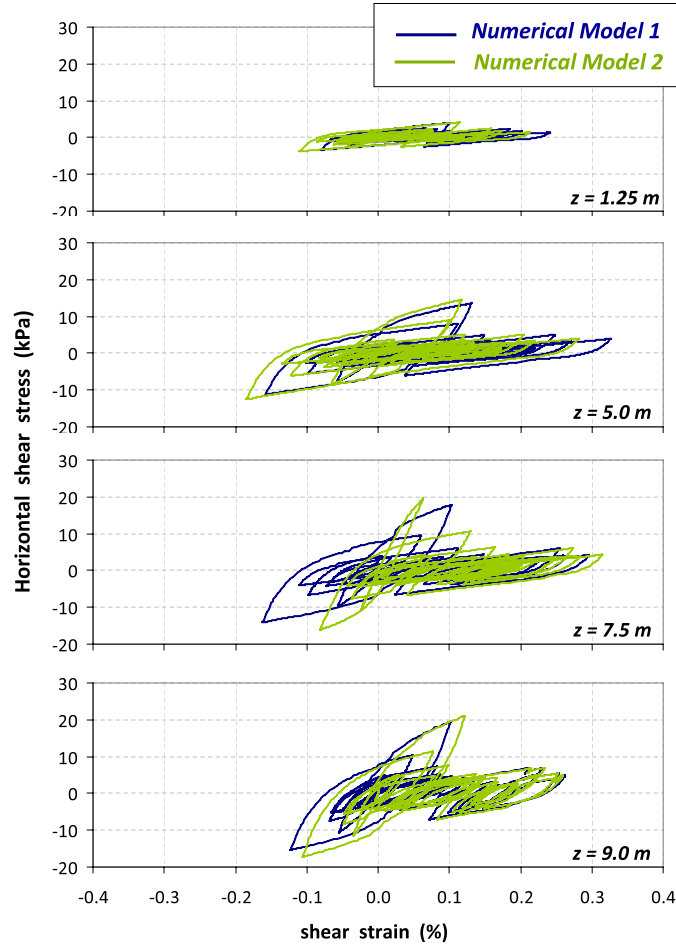 Numerical Model 1
Numerical Model 2
30
20
10
0
-10
-20
z = 1.25 m
30
20
10
0
-10
-20
z = 5.0 m
30
20
10
0
-10
-20
z = 7.5 m
30
20
10
0
-10
-20
z = 9.0 m
-0.4 -0.3 -0.2 -0.1 0.0 0.1 0.2 0.3 0.4
shear strain (%)
Horizontal shear stress (kPa)